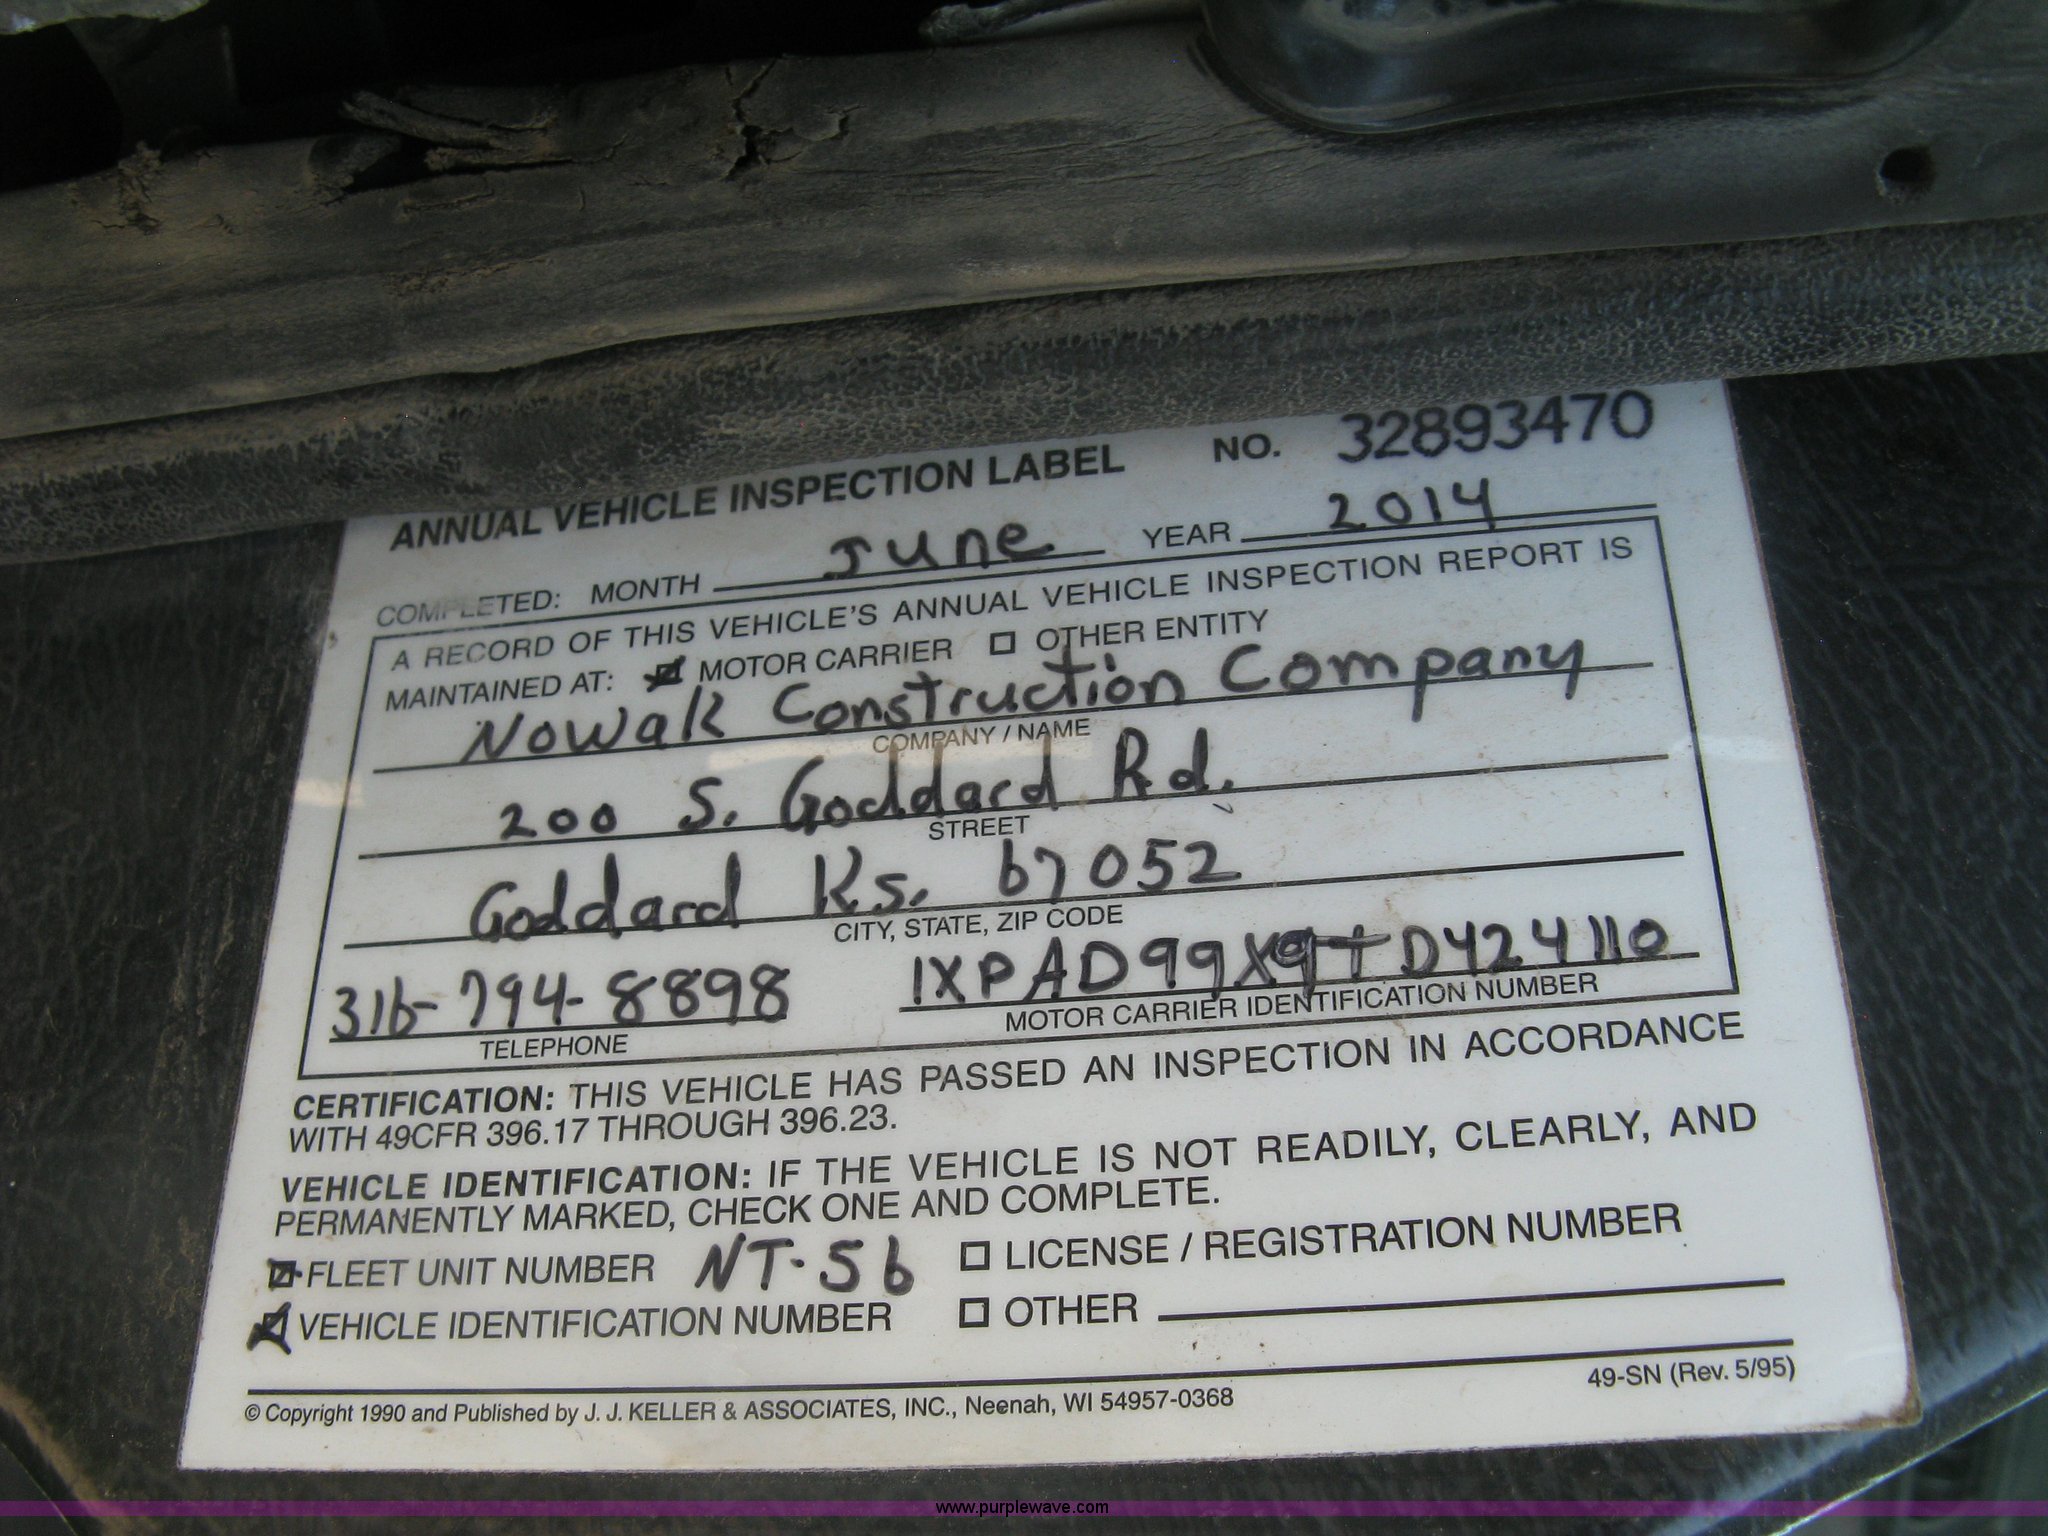 ANNUAL VEHICLE INSPECTION LABEL NO. 32893470
COMPLETED: MONTH June YEAR 2014
A RECORD OF THIS VEHICLE'S ANNUAL VEHICLE INSPECTION REPORT IS
MAINTAINED AT: MOTOR CARRIER OTHER ENTITY
Nowak Construction Company
COMPANY / NAME
200 S. Goddard Rd.
STREET
Goddard Ks. 67052
CITY, STATE, ZIP CODE
316-794-8898
TELEPHONE MOTOR CARRIER IDENTIFICATION NUMBER
CERTIFICATION: THIS VEHICLE HAS PASSED AN INSPECTION IN ACCORDANCE
WITH 49CFR 396.17 THROUGH 396.23.
VEHICLE IDENTIFICATION: IF THE VEHICLE IS NOT READILY, CLEARLY, AND
PERMANENTLY MARKED, CHECK ONE AND COMPLETE.
FLEET UNIT NUMBER NT-56 LICENSE / REGISTRATION NUMBER
VEHICLE IDENTIFICATION NUMBER OTHER
49-SN (Rev. 5/95)
© Copyright 1990 and Published by J. J. KELLER & ASSOCIATES, INC., Neenah, WI 54957-0368
www.purplewave.com